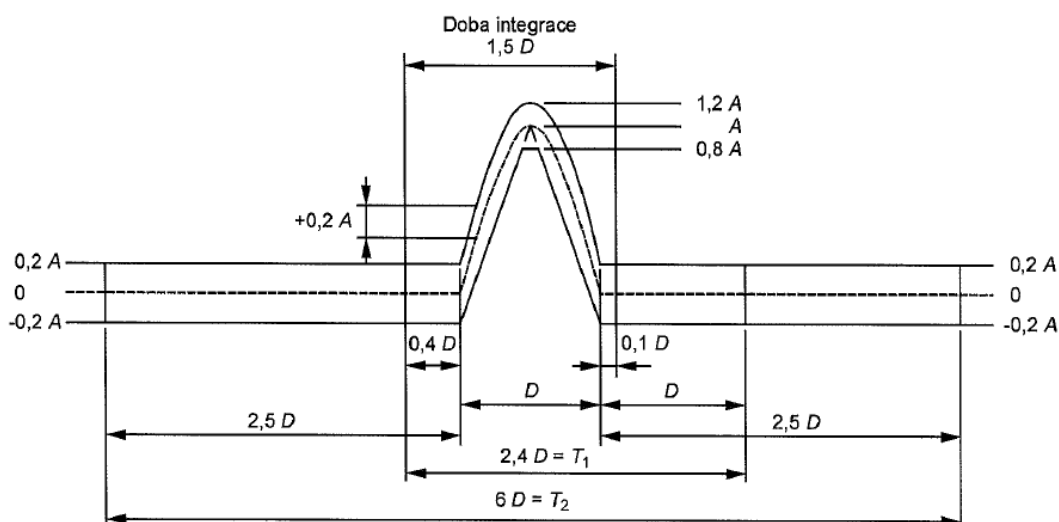 Doba integrace
1,5 D
1,2 A
A
0,8 A
+0,2 A
0,2 A
0,2 A
0
0
-0,2 A
-0,2 A
0,4 D
0,1 D
D
D
2,5 D
2,5 D
2,4 D = T₁
6 D = T₂